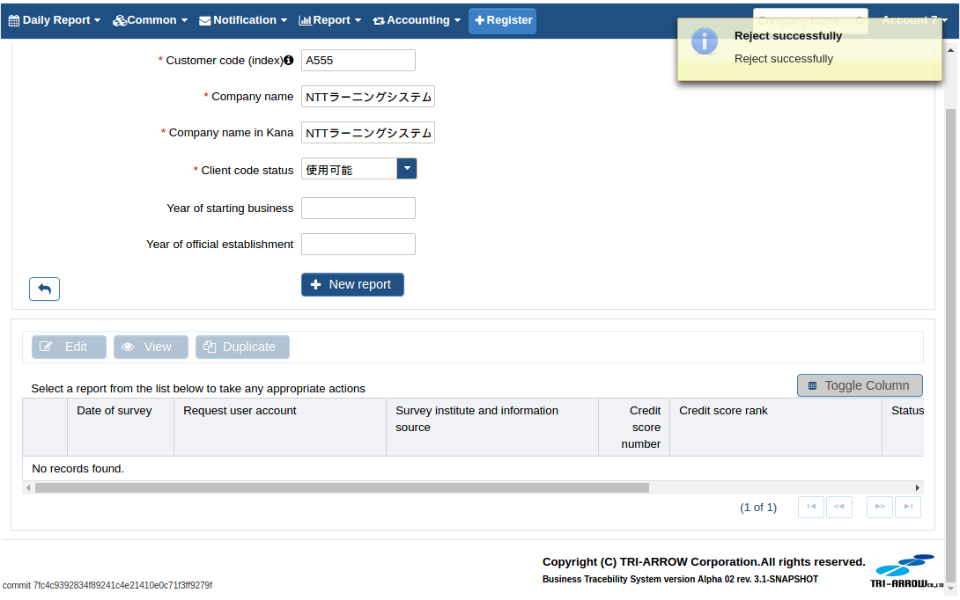 Daily Report
Common
Notification
Report
Accounting
+ Register
Company name
Account 7
Reject successfully
Reject successfully
* Customer code (index)
A555
* Company name
NTTラーニングシステム
* Company name in Kana
NTTラーニングシステム
* Client code status
使用可能
Year of starting business
Year of official establishment
+ New report
Edit
View
Duplicate
Select a report from the list below to take any appropriate actions
Toggle Column
Date of survey
Request user account
Survey institute and information
source
Credit
score
number
Credit score rank
Status
No records found.
(1 of 1)
Copyright (C) TRI-ARROW Corporation.All rights reserved.
Business Tracebility System version Alpha 02 rev. 3.1-SNAPSHOT
TRI-ARROW Co.,LTD
commit 7fc4c9392834f89241c4e21410e0c71f3ff9279f